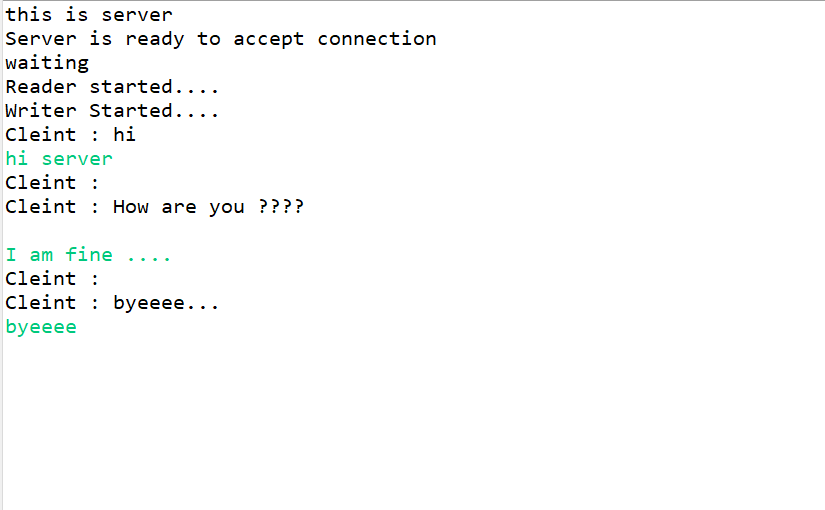 this is server
Server is ready to accept connection
waiting
Reader started....
Writer Started....
Cleint : hi
hi server
Cleint :
Cleint : How are you ????
I am fine ....
Cleint :
Cleint : byeeee...
byeeee